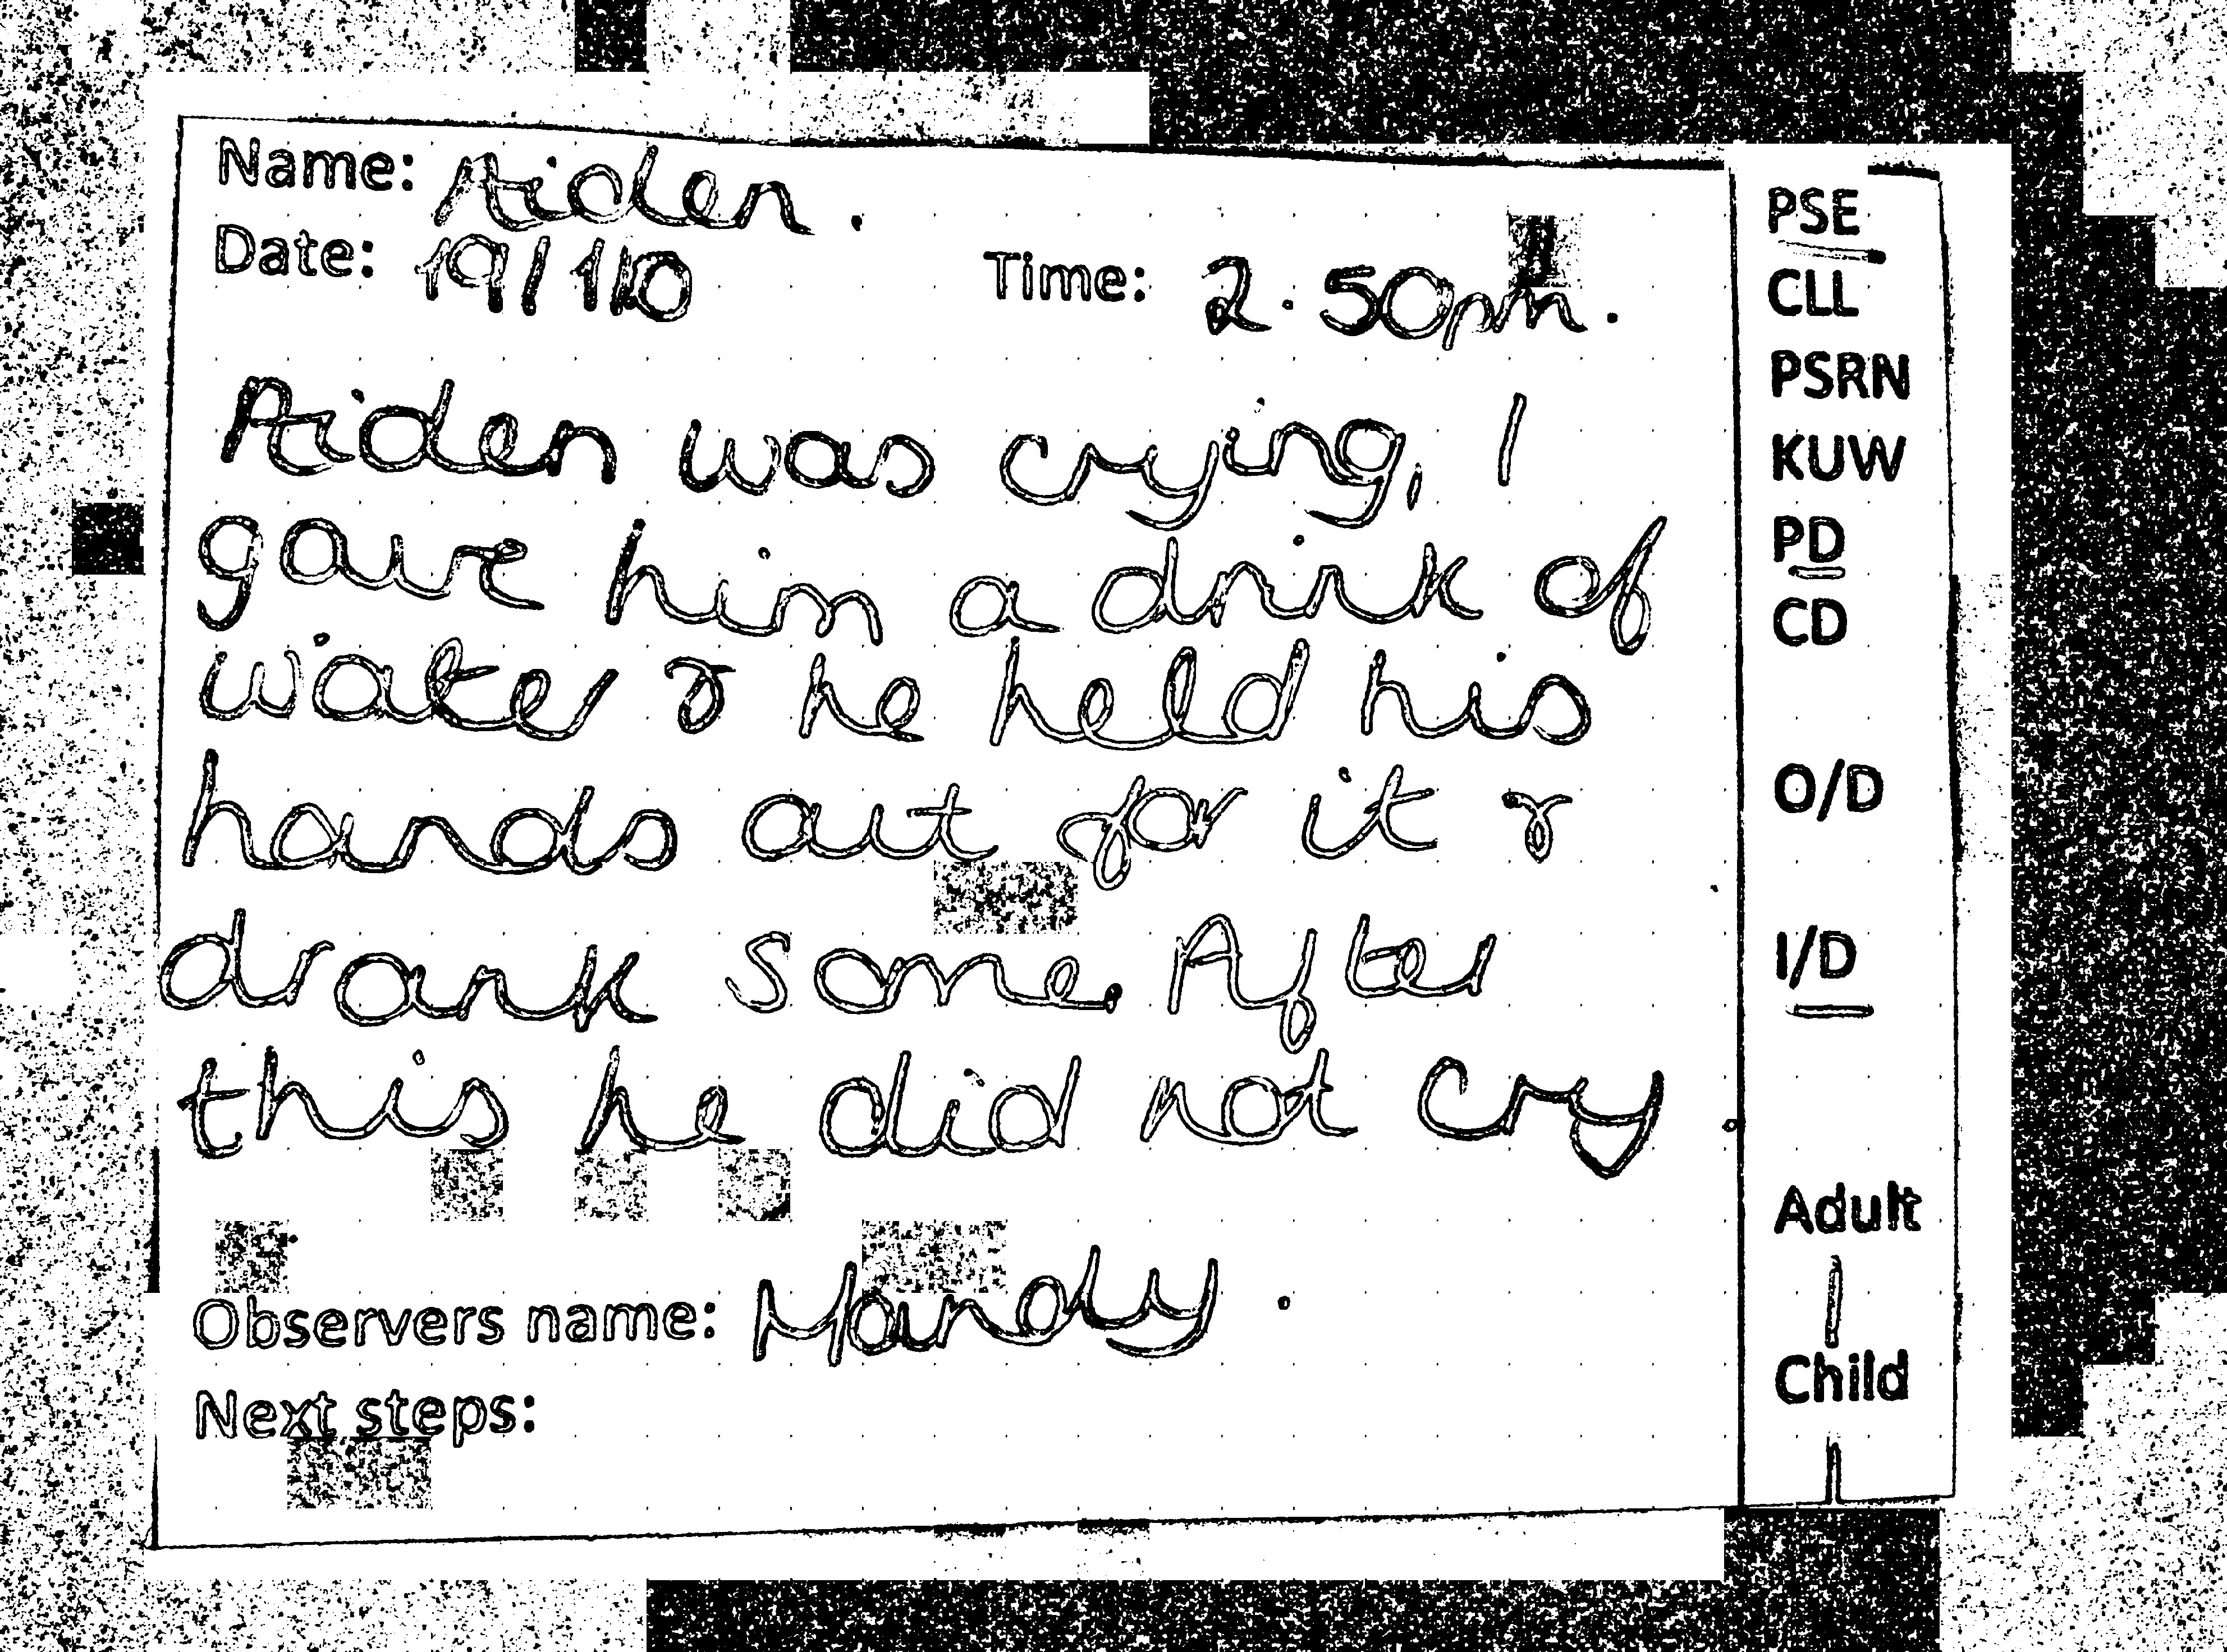 Name: Aiden.
Date: 19/1/10 Time: 2.50pm.
Aiden was crying, I
gave him a drink of
water & he held his
hands out for it &
drank some. After
this he did not cry.
Observers name: Mandy.
Next steps:
PSE
CLL
PSRN
KUW
PD
CD
O/D
I/D
Adult
Child